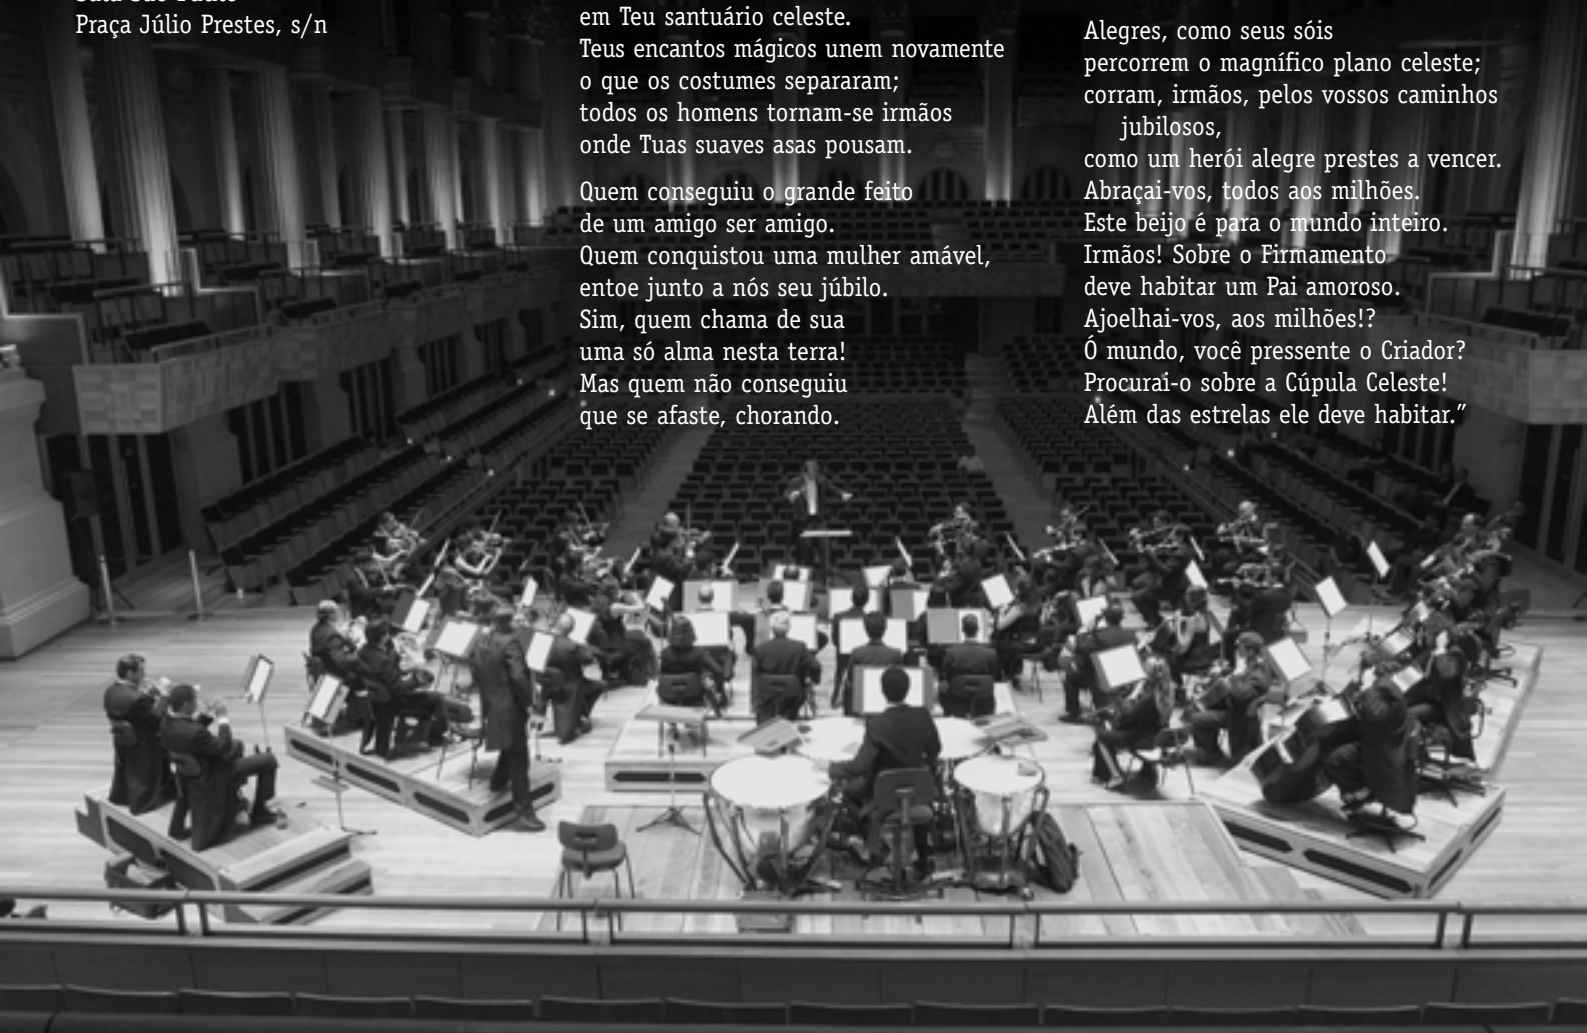 Praça Júlio Prestes, s/n
em Teu santuário celeste.
Teus encantos mágicos unem novamente
o que os costumes separaram;
todos os homens tornam-se irmãos
onde Tuas suaves asas pousam.
Quem conseguiu o grande feito
de um amigo ser amigo.
Quem conquistou uma mulher amável,
entoe junto a nós seu júbilo.
Sim, quem chama de sua
uma só alma nesta terra!
Mas quem não conseguiu
que se afaste, chorando.
Alegres, como seus sóis
percorrem o magnífico plano celeste;
corram, irmãos, pelos vossos caminhos
jubilosos,
como um herói alegre prestes a vencer.
Abraçai-vos, todos aos milhões.
Este beijo é para o mundo inteiro.
Irmãos! Sobre o Firmamento
deve habitar um Pai amoroso.
Ajoelhai-vos, aos milhões!?
Ó mundo, você pressente o Criador?
Procurai-o sobre a Cúpula Celeste!
Além das estrelas ele deve habitar.”